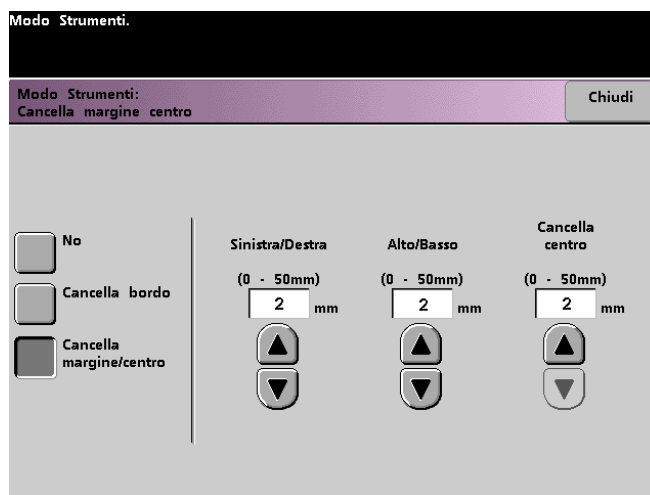 Modo Strumenti.
Modo Strumenti:
Cancella margine centro
Chiudi
No
Cancella bordo
Cancella
margine/centro
Sinistra/Destra
(0 - 50mm)
2 mm
Alto/Basso
(0 - 50mm)
2 mm
Cancella
centro
(0 - 50mm)
2 mm